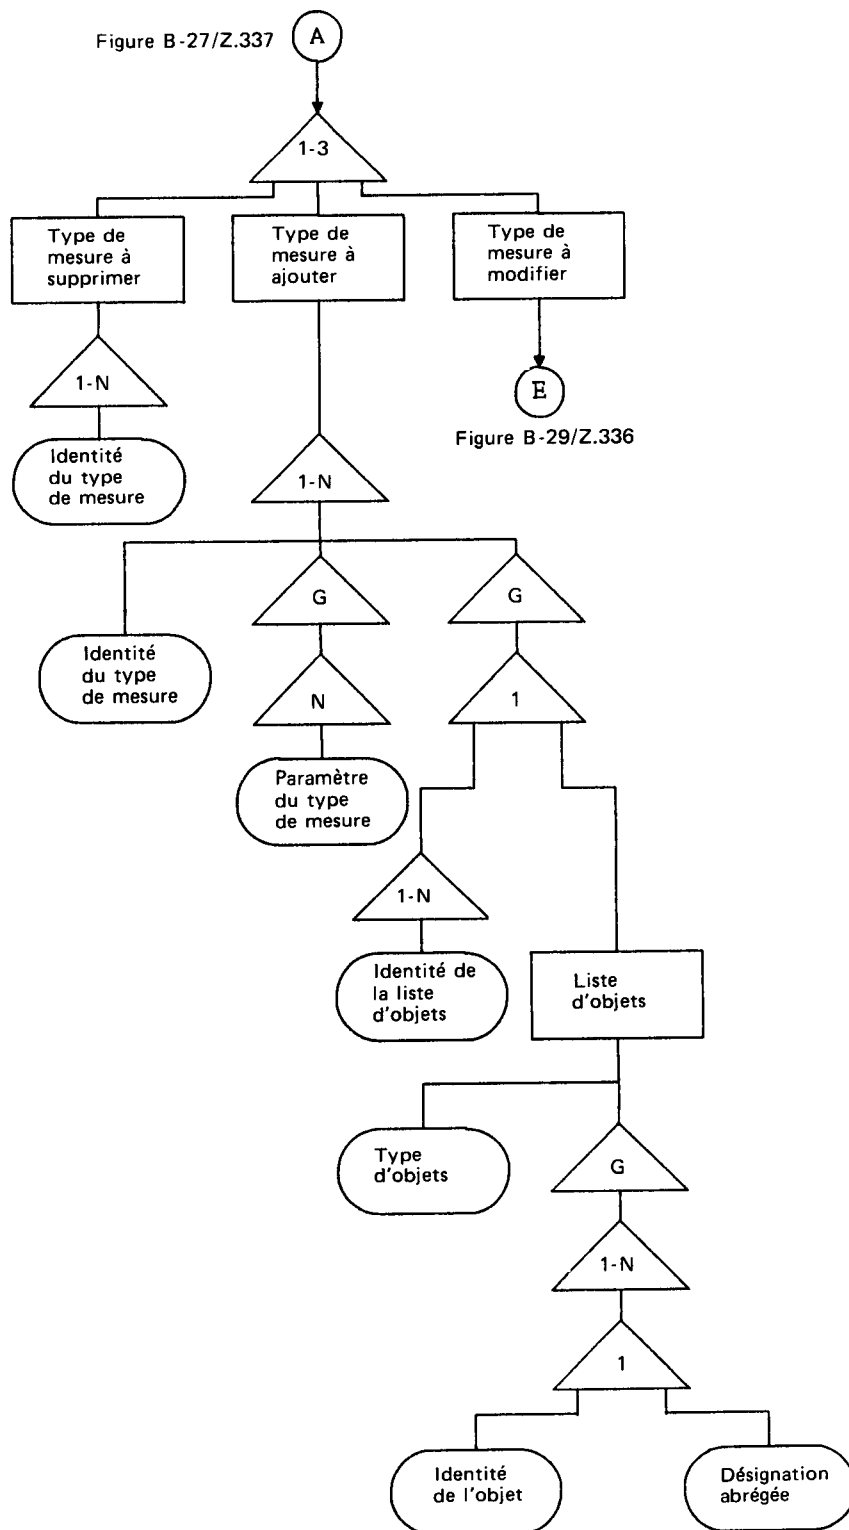 Figure B-27/Z.337
A
1-3
Type de
mesure à
supprimer
Type de
mesure à
ajouter
Type de
mesure à
modifier
1-N
E
Figure B-29/Z.336
Identité
du type
de mesure
1-N
G
G
Identité
du type
de mesure
N
1
Paramètre
du type
de mesure
1-N
Identité de
la liste
d'objets
Liste
d'objets
Type
d'objets
G
1-N
1
Identité
de l'objet
Désignation
abrégée